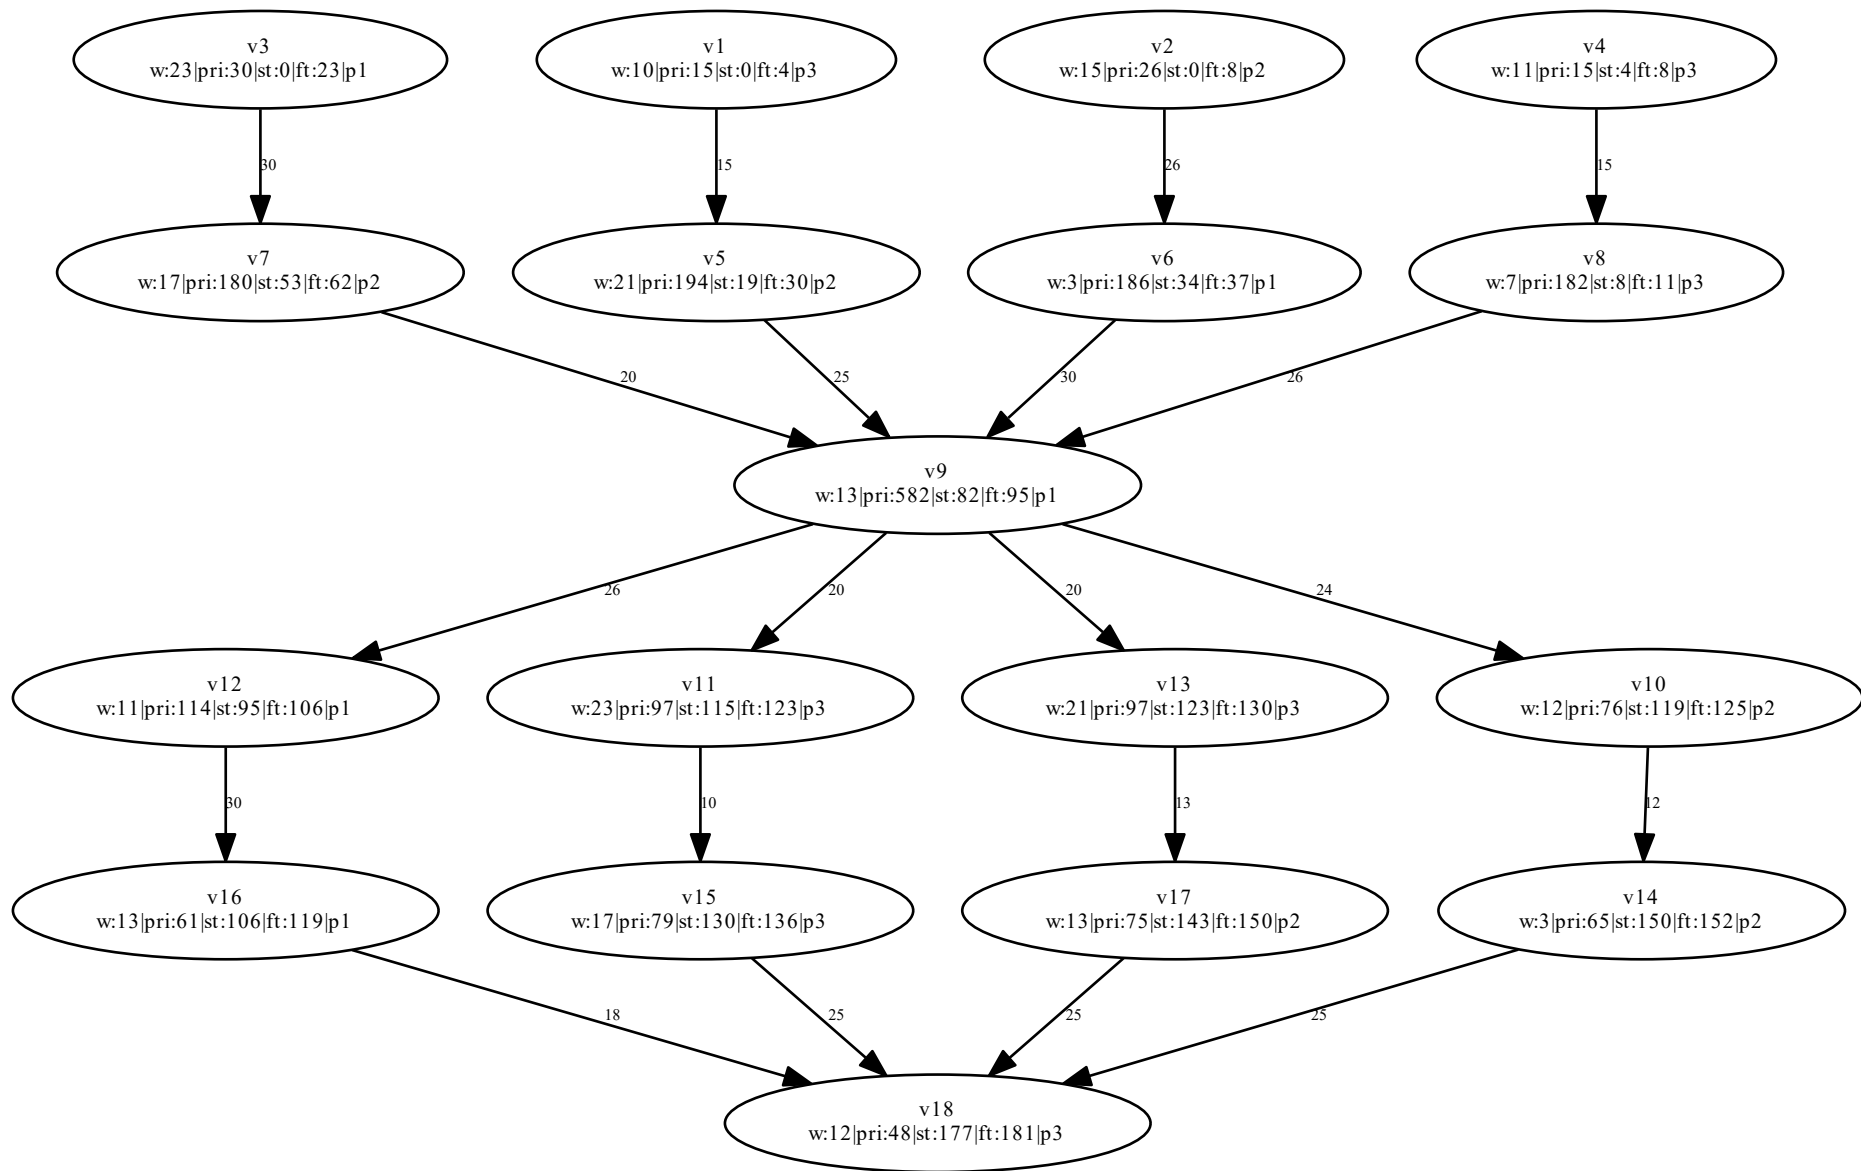 v3
w:23|pri:30|st:0|ft:23|p1
v1
w:10|pri:15|st:0|ft:4|p3
v2
w:15|pri:26|st:0|ft:8|p2
v4
w:11|pri:15|st:4|ft:8|p3
30
15
26
15
v7
w:17|pri:180|st:53|ft:62|p2
v5
w:21|pri:194|st:19|ft:30|p2
v6
w:3|pri:186|st:34|ft:37|p1
v8
w:7|pri:182|st:8|ft:11|p3
20
25
30
26
v9
w:13|pri:582|st:82|ft:95|p1
26
20
20
24
v12
w:11|pri:114|st:95|ft:106|p1
v11
w:23|pri:97|st:115|ft:123|p3
v13
w:21|pri:97|st:123|ft:130|p3
v10
w:12|pri:76|st:119|ft:125|p2
30
10
13
12
v16
w:13|pri:61|st:106|ft:119|p1
v15
w:17|pri:79|st:130|ft:136|p3
v17
w:13|pri:75|st:143|ft:150|p2
v14
w:3|pri:65|st:150|ft:152|p2
18
25
25
25
v18
w:12|pri:48|st:177|ft:181|p3